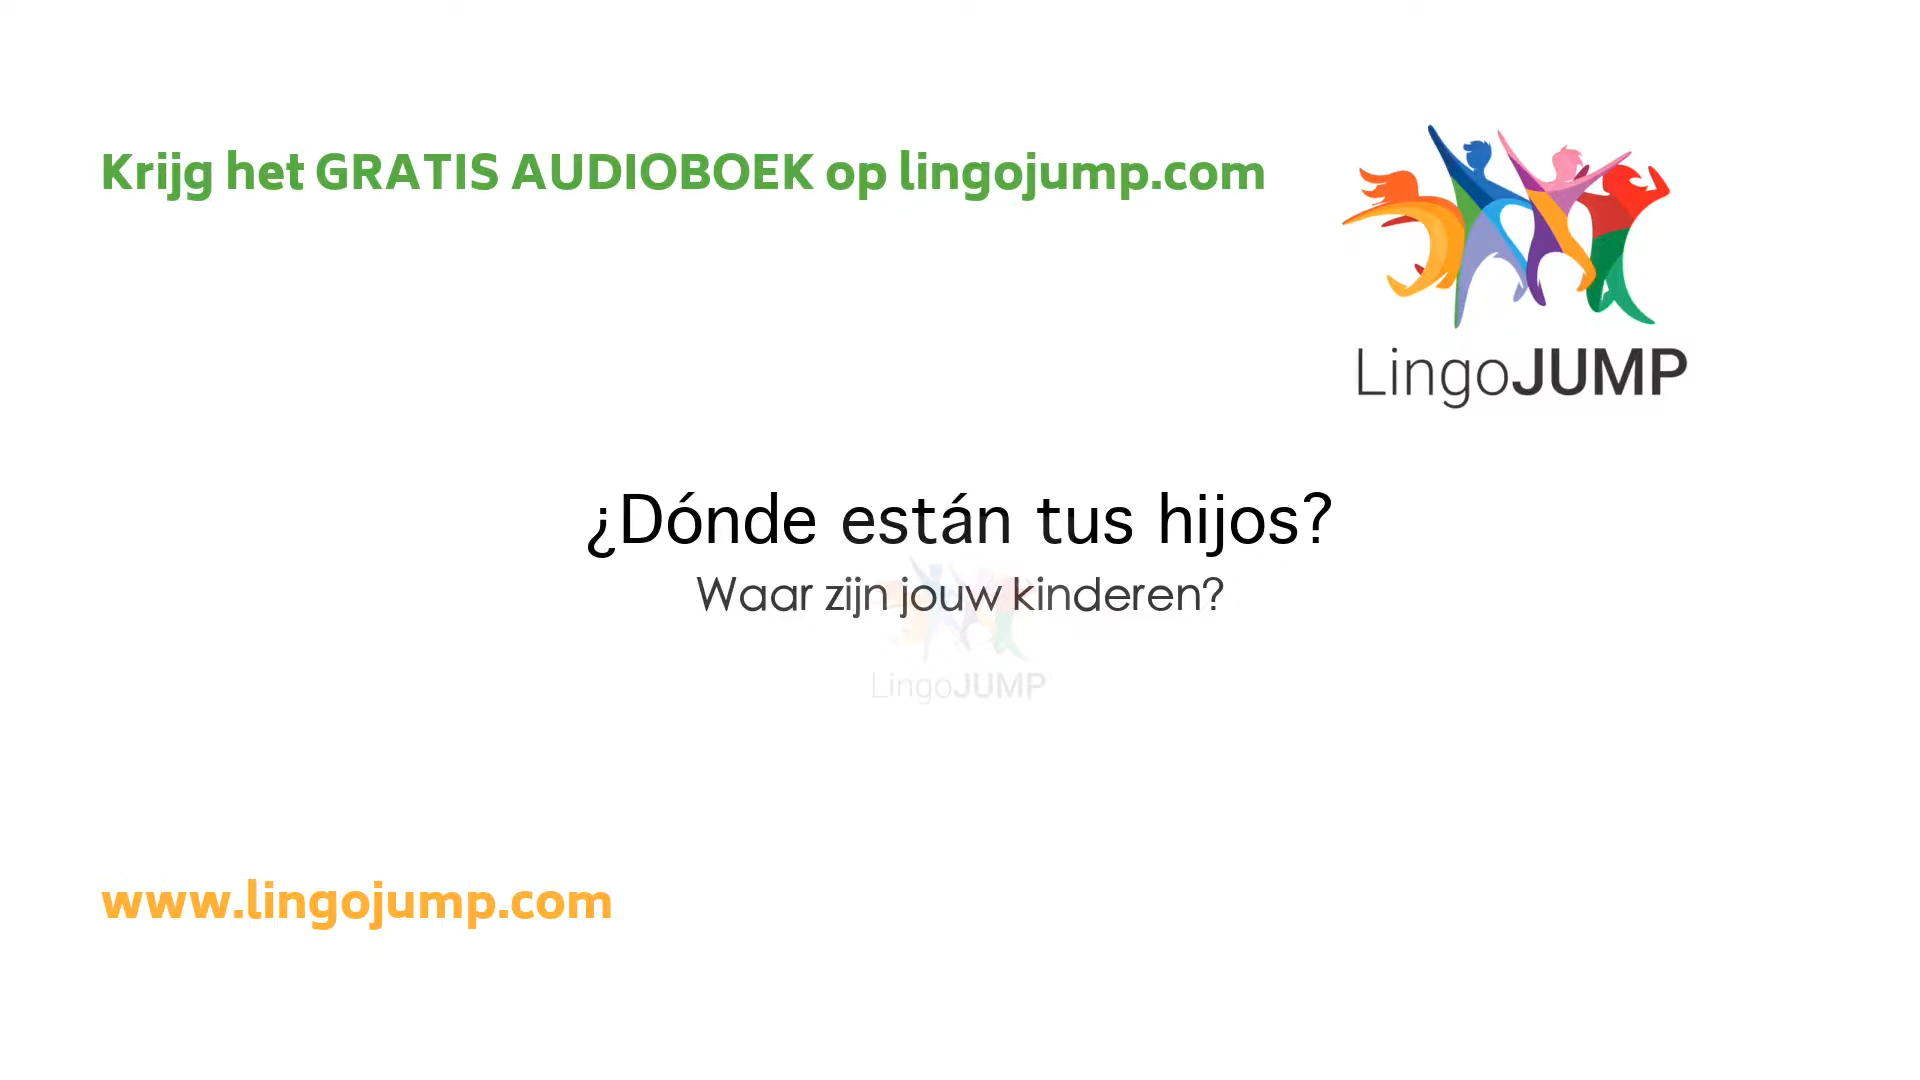 Krijg het GRATIS AUDIOBOEK op lingojump.com
LingoJUMP
¿Dónde están tus hijos?
Waar zijn jouw kinderen?
LingoJUMP
www.lingojump.com